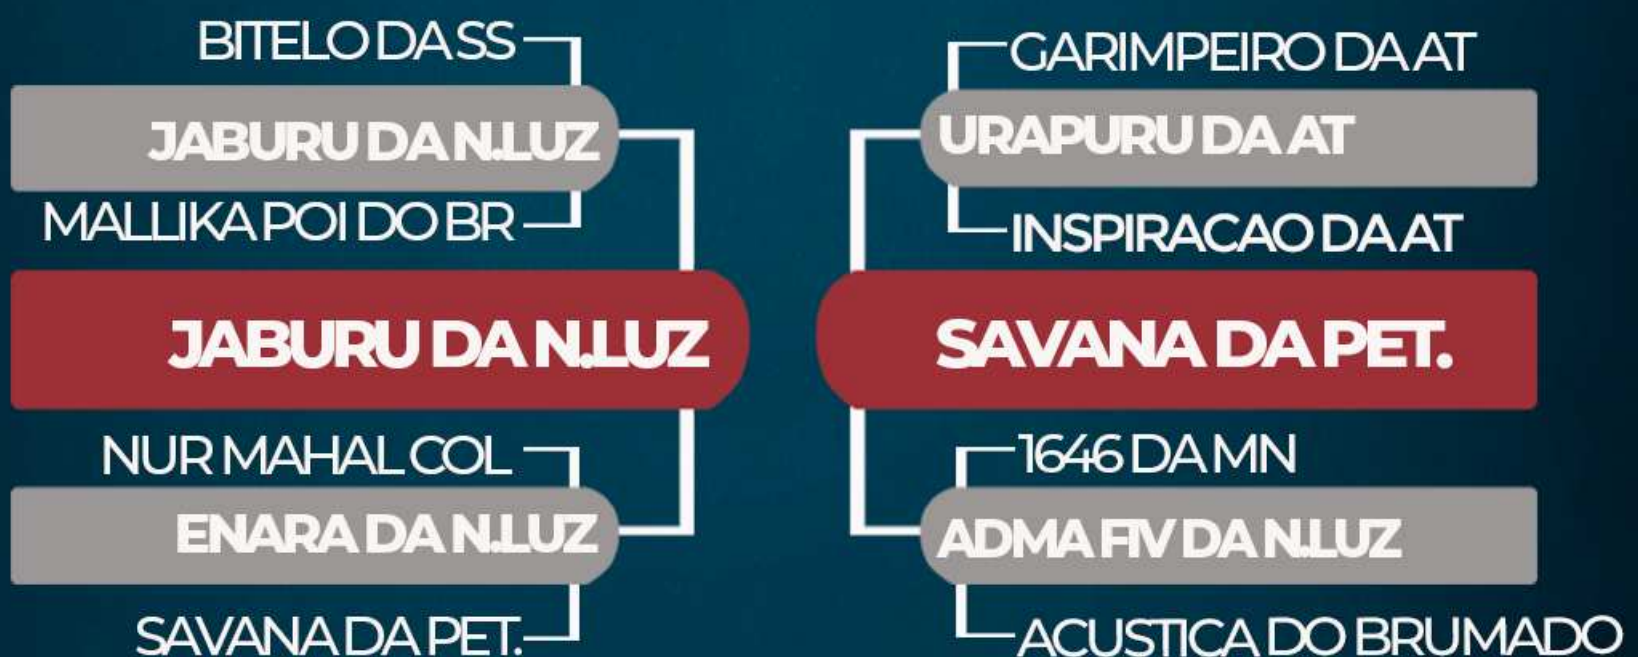 BITELO DA SS
JABURU DA N.LUZ
MALLIKA POI DO BR
JABURU DA N.LUZ
NUR MAHAL COL
ENARA DA N.LUZ
SAVANA DA PET.
GARIMPEIRO DA AT
URAPURU DA AT
INSPIRACAO DA AT
SAVANA DA PET.
1646 DA MN
ADMA FIV DA N.LUZ
ACUSTICA DO BRUMADO